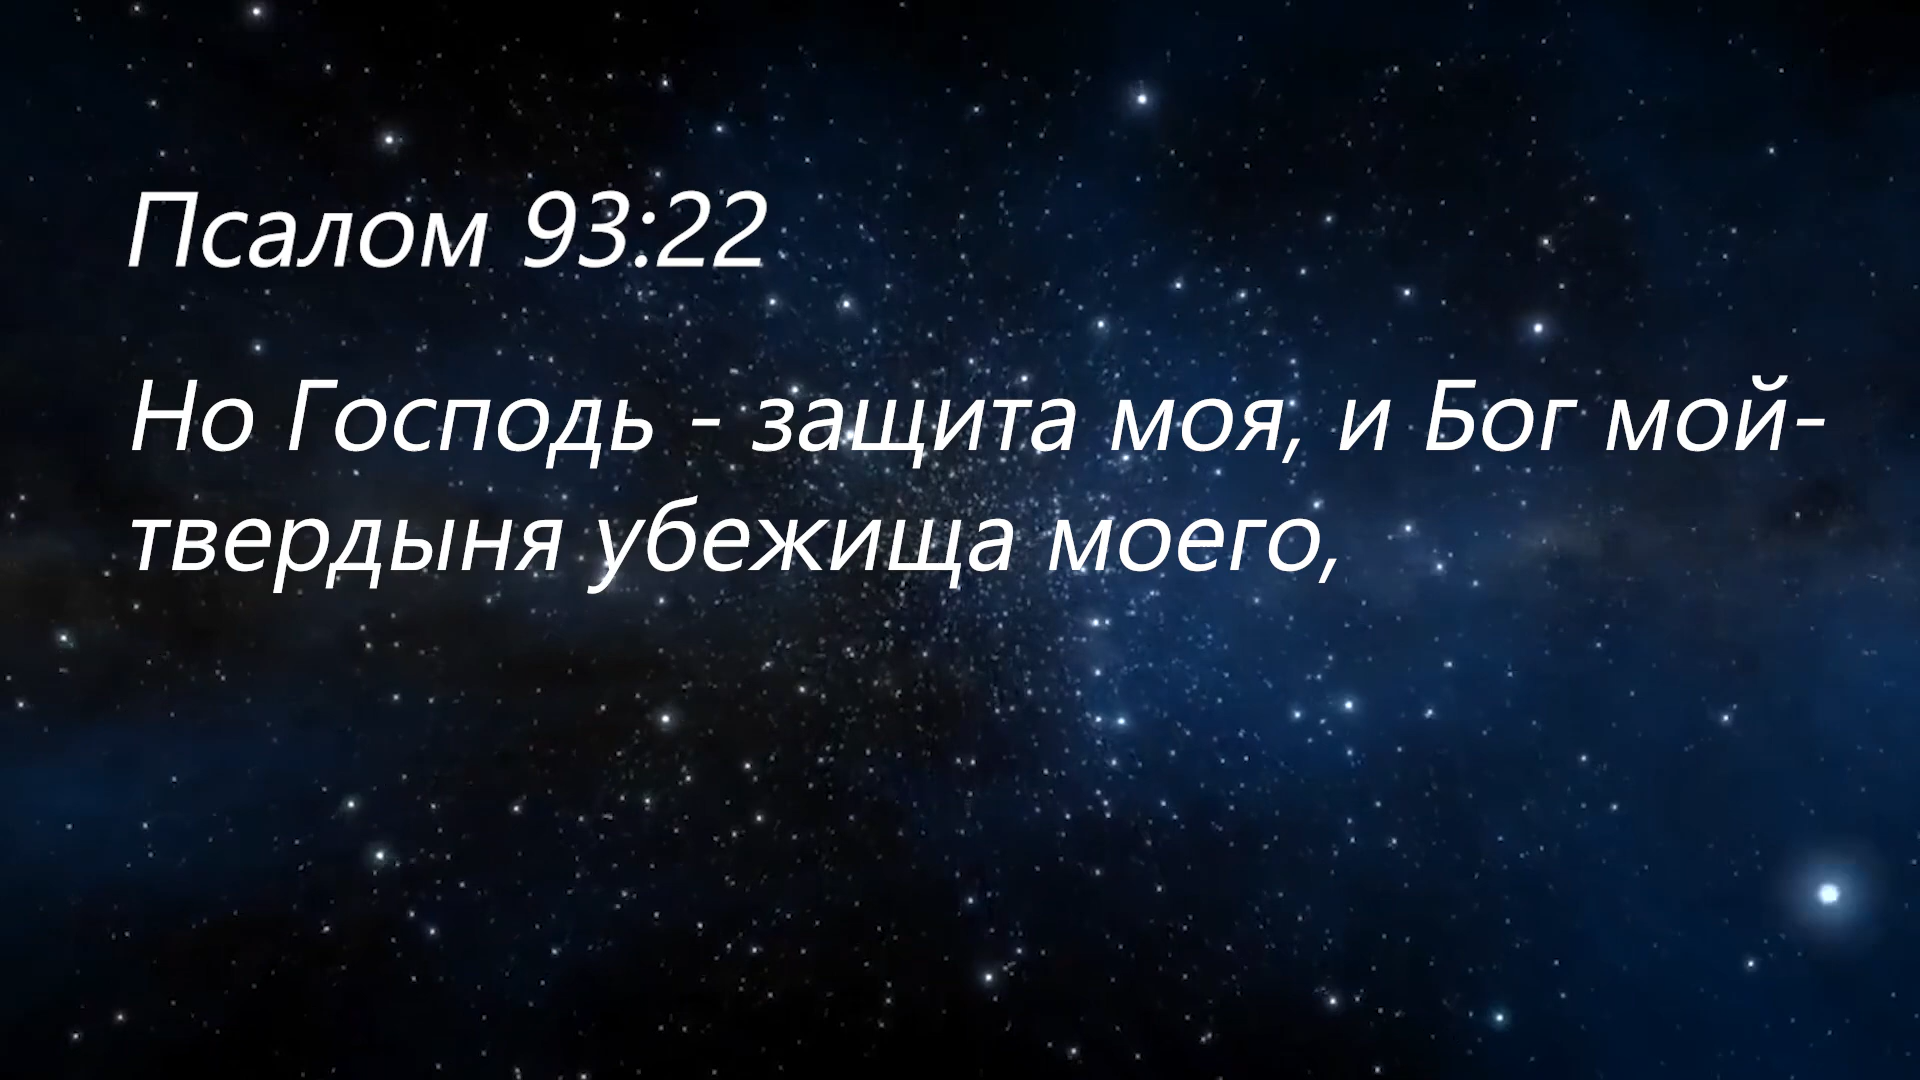 Псалом 93:22
Но Господь - защита моя, и Бог мой-
твердыня убежища моего,